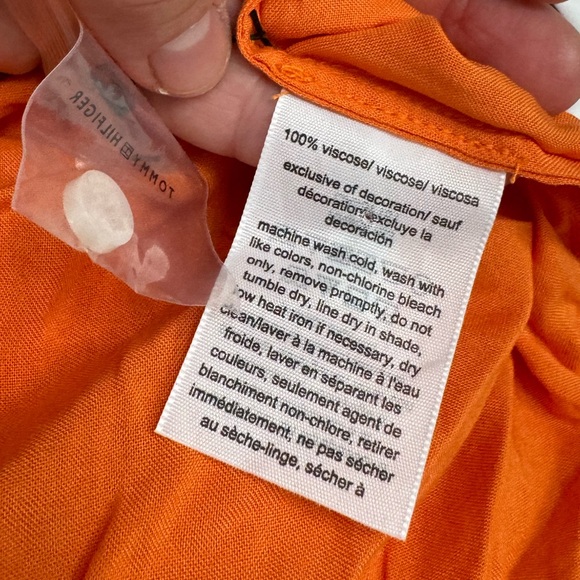 TOMMY HILFIGER
100% viscose/ viscose/ viscosa
exclusive of decoration/ sauf
décoration/ excluye la
decoración
machine wash cold, wash with
like colors, non-chlorine bleach
only, remove promptly, do not
tumble dry, line dry in shade,
low heat iron if necessary, dry
clean/laver à la machine à l'eau
froide, laver en séparant les
couleurs, seulement agent de
blanchiment non-chlore, retirer
immédiatement, ne pas sécher
au sèche-linge, sécher à